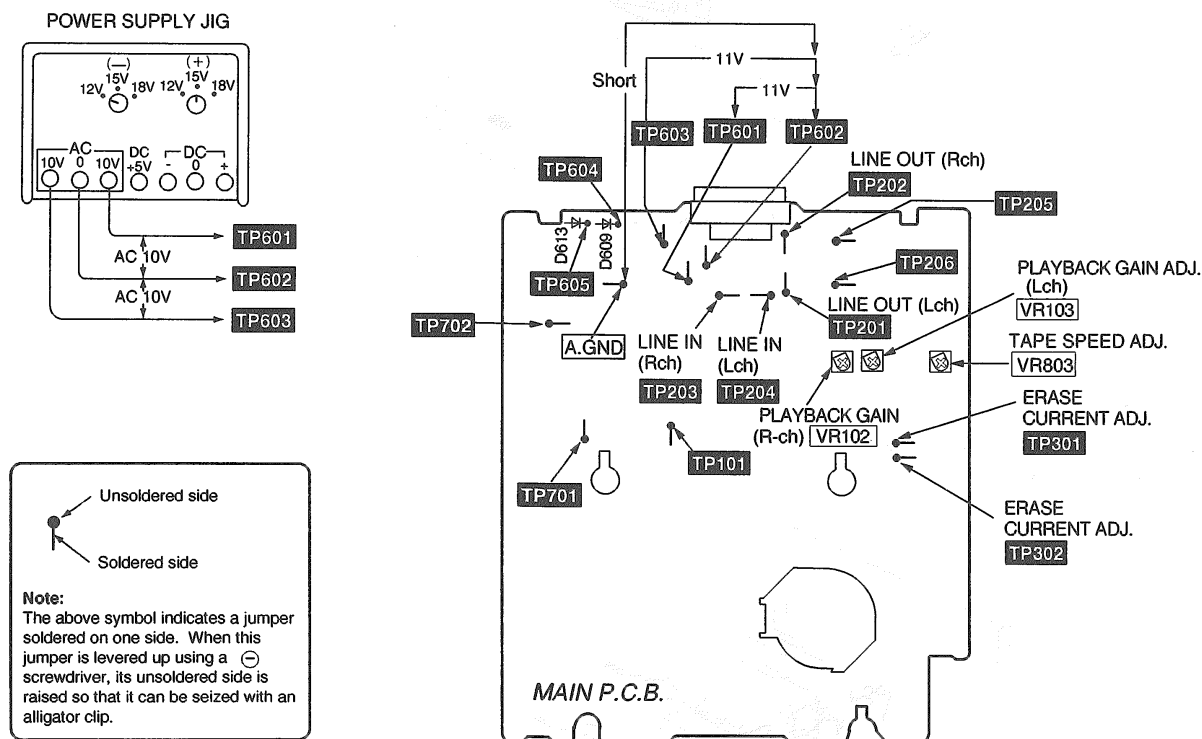 POWER SUPPLY JIG
(—) (+)
12V 15V 18V 12V 15V 18V
AC DC DC
10V 0 10V +5V - 0 +
TP601
AC 10V
TP602
AC 10V
TP603
Unsoldered side
Soldered side
Note:
The above symbol indicates a jumper
soldered on one side. When this
jumper is levered up using a ⊖
screwdriver, its unsoldered side is
raised so that it can be seized with an
alligator clip.
11V
Short
11V
TP603 TP601 TP602
LINE OUT (Rch)
TP604 TP202
TP205
D613 D609
TP206
TP605
PLAYBACK GAIN ADJ.
(Lch)
VR103
LINE OUT (Lch)
TP201
TP702
A.GND
LINE IN
(Rch)
TP203
LINE IN
(Lch)
TP204
TAPE SPEED ADJ.
VR803
PLAYBACK GAIN
(R-ch) VR102
ERASE
CURRENT ADJ.
TP301
TP101
TP701
ERASE
CURRENT ADJ.
TP302
MAIN P.C.B.